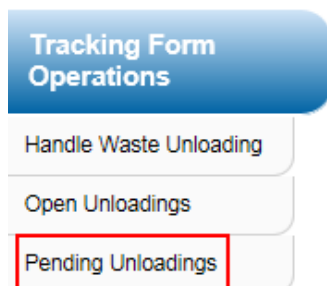 Tracking Form
Operations
Handle Waste Unloading
Open Unloadings
Pending Unloadings